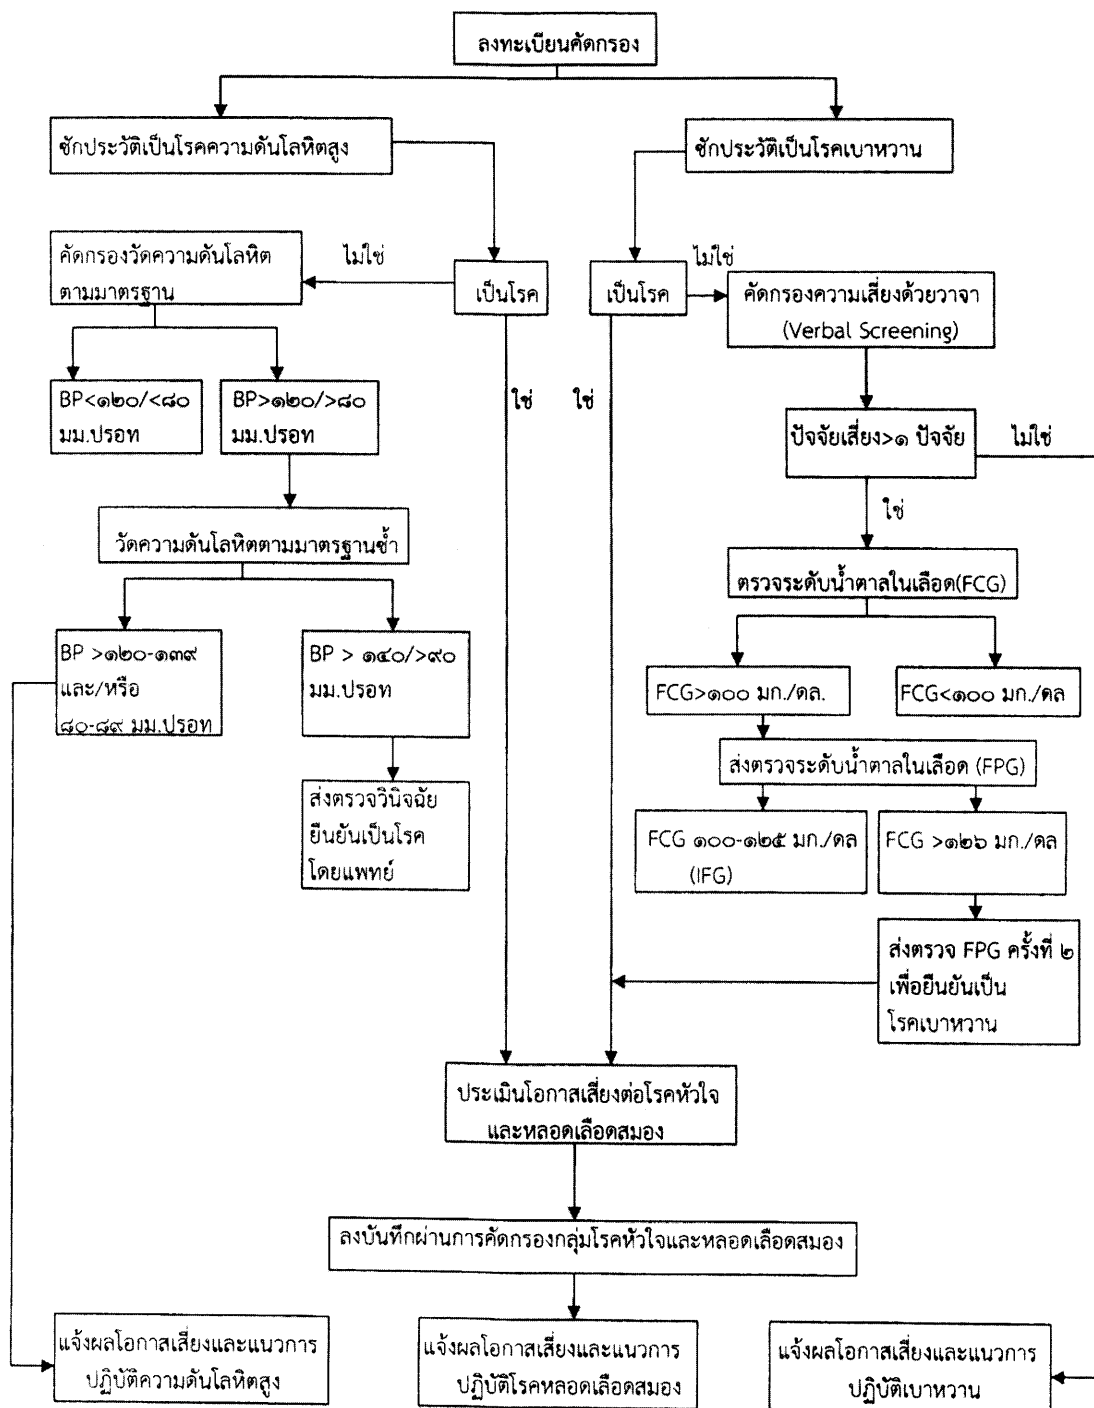 ลงทะเบียนคัดกรอง
ซักประวัติเป็นโรคความดันโลหิตสูง
ซักประวัติเป็นโรคเบาหวาน
คัดกรองวัดความดันโลหิต
ตามมาตรฐาน
ไม่ใช่
เป็นโรค
เป็นโรค
ไม่ใช่
คัดกรองความเสี่ยงด้วยวาจา
(Verbal Screening)
BP<๑๒๐/<๘๐
มม.ปรอท
BP>๑๒๐/>๘๐
มม.ปรอท
ใช่
ใช่
ปัจจัยเสี่ยง>๑ ปัจจัย
ไม่ใช่
ใช่
วัดความดันโลหิตตามมาตรฐานซ้ำ
ตรวจระดับน้ำตาลในเลือด(FCG)
BP >๑๒๐-๑๓๙
และ/หรือ
๘๐-๘๙ มม.ปรอท
BP > ๑๔๐/>๙๐
มม.ปรอท
FCG>๑๐๐ มก./ดล.
FCG<๑๐๐ มก./ดล
ส่งตรวจระดับน้ำตาลในเลือด (FPG)
ส่งตรวจวินิจฉัย
ยืนยันเป็นโรค
โดยแพทย์
FCG ๑๐๐-๑๒๕ มก./ดล
(IFG)
FCG >๑๒๖ มก./ดล
ส่งตรวจ FPG ครั้งที่ ๒
เพื่อยืนยันเป็น
โรคเบาหวาน
ประเมินโอกาสเสี่ยงต่อโรคหัวใจ
และหลอดเลือดสมอง
ลงบันทึกผ่านการคัดกรองกลุ่มโรคหัวใจและหลอดเลือดสมอง
แจ้งผลโอกาสเสี่ยงและแนวการ
ปฏิบัติความดันโลหิตสูง
แจ้งผลโอกาสเสี่ยงและแนวการ
ปฏิบัติโรคหลอดเลือดสมอง
แจ้งผลโอกาสเสี่ยงและแนวการ
ปฏิบัติเบาหวาน